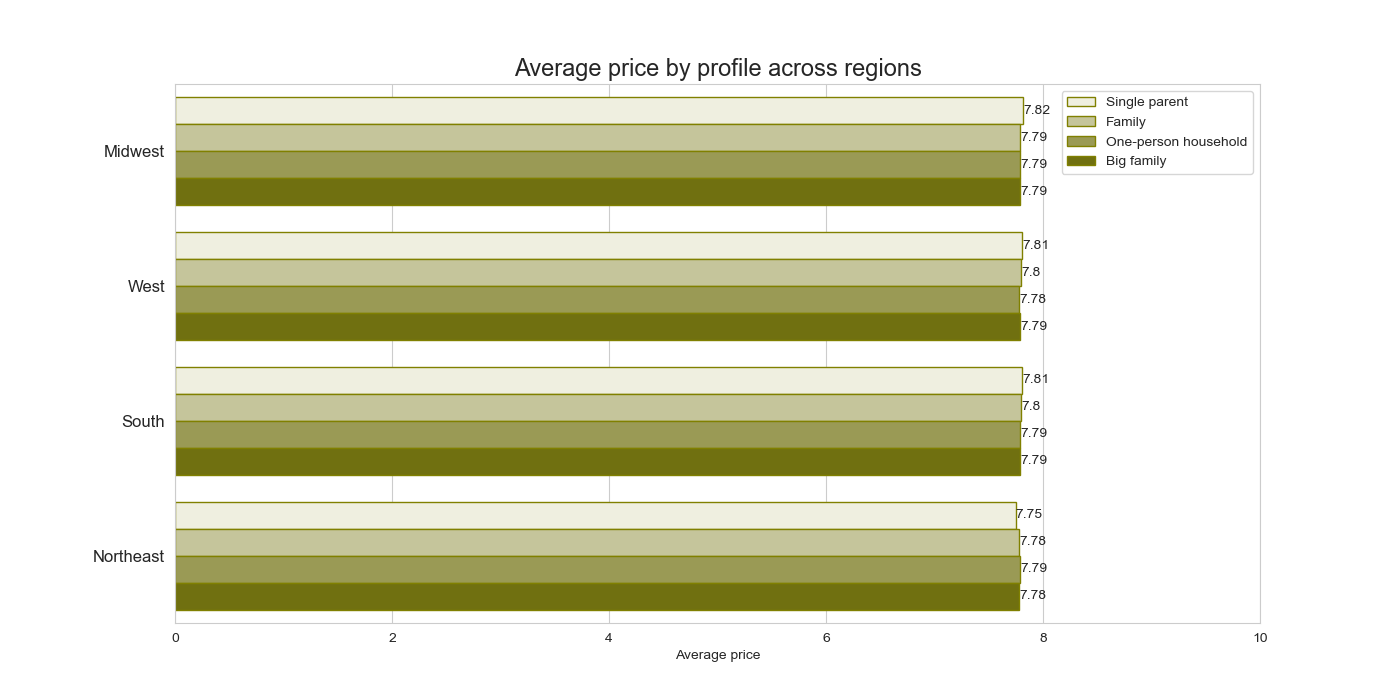 Average price by profile across regions
Single parent
Family
One-person household
Big family
Midwest
7.82
7.79
7.79
7.79
West
7.81
7.8
7.78
7.79
South
7.81
7.8
7.79
7.79
Northeast
7.75
7.78
7.79
7.78
0 2 4 6 8 10
Average price